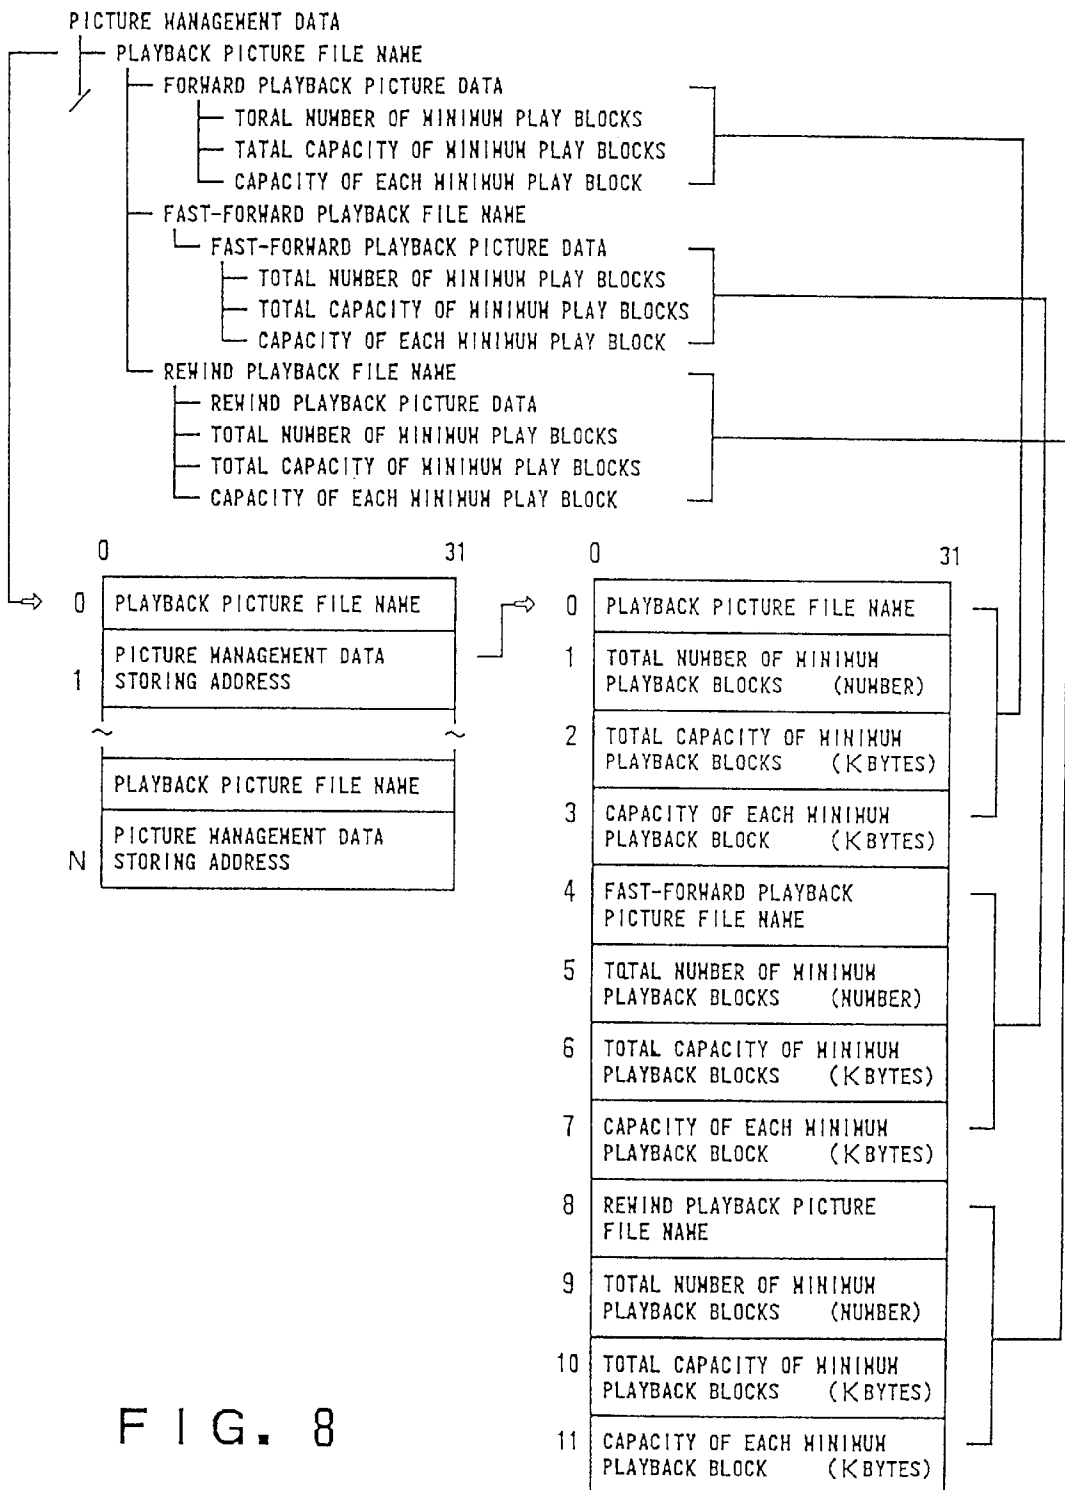 PICTURE MANAGEMENT DATA
PLAYBACK PICTURE FILE NAME
FORWARD PLAYBACK PICTURE DATA
TORAL NUMBER OF MINIMUM PLAY BLOCKS
TATAL CAPACITY OF MINIMUM PLAY BLOCKS
CAPACITY OF EACH MINIMUM PLAY BLOCK
FAST-FORWARD PLAYBACK FILE NAME
FAST-FORWARD PLAYBACK PICTURE DATA
TOTAL NUMBER OF MINIMUM PLAY BLOCKS
TOTAL CAPACITY OF MINIMUM PLAY BLOCKS
CAPACITY OF EACH MINIMUM PLAY BLOCK
REWIND PLAYBACK FILE NAME
REWIND PLAYBACK PICTURE DATA
TOTAL NUMBER OF MINIMUM PLAY BLOCKS
TOTAL CAPACITY OF MINIMUM PLAY BLOCKS
CAPACITY OF EACH MINIMUM PLAY BLOCK
0 31
0 PLAYBACK PICTURE FILE NAME
1 PICTURE MANAGEMENT DATA
STORING ADDRESS
~ ~
PLAYBACK PICTURE FILE NAME
N PICTURE MANAGEMENT DATA
STORING ADDRESS
0 31
0 PLAYBACK PICTURE FILE NAME
1 TOTAL NUMBER OF MINIMUM
PLAYBACK BLOCKS (NUMBER)
2 TOTAL CAPACITY OF MINIMUM
PLAYBACK BLOCKS (KBYTES)
3 CAPACITY OF EACH MINIMUM
PLAYBACK BLOCK (KBYTES)
4 FAST-FORWARD PLAYBACK
PICTURE FILE NAME
5 TOTAL NUMBER OF MINIMUM
PLAYBACK BLOCKS (NUMBER)
6 TOTAL CAPACITY OF MINIMUM
PLAYBACK BLOCKS (KBYTES)
7 CAPACITY OF EACH MINIMUM
PLAYBACK BLOCK (KBYTES)
8 REWIND PLAYBACK PICTURE
FILE NAME
9 TOTAL NUMBER OF MINIMUM
PLAYBACK BLOCKS (NUMBER)
10 TOTAL CAPACITY OF MINIMUM
PLAYBACK BLOCKS (KBYTES)
11 CAPACITY OF EACH MINIMUM
PLAYBACK BLOCK (KBYTES)
FIG. 8